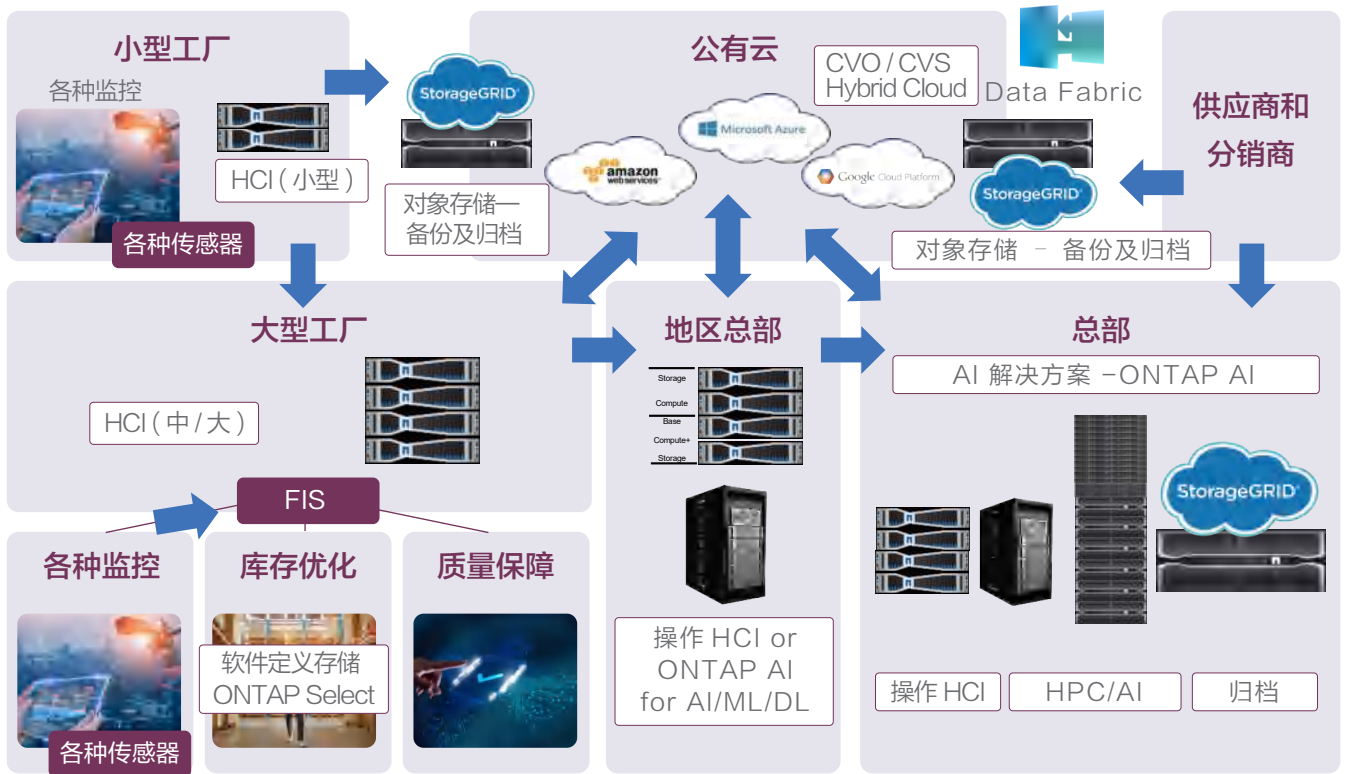 小型工厂
各种监控
HCI ( 小型 )
各种传感器
StorageGRID
对象存储—
备份及归档
公有云
CVO / CVS
Hybrid Cloud
Data Fabric
amazon
webservices
Microsoft Azure
Google Cloud Platform
StorageGRID
对象存储 – 备份及归档
供应商和
分销商
大型工厂
HCI ( 中 / 大 )
FIS
地区总部
Storage
Compute
Base
Compute+
Storage
操作 HCI or
ONTAP AI
for AI/ML/DL
总部
AI 解决方案 –ONTAP AI
StorageGRID
操作 HCI
HPC/AI
归档
各种监控
各种传感器
库存优化
软件定义存储
ONTAP Select
质量保障